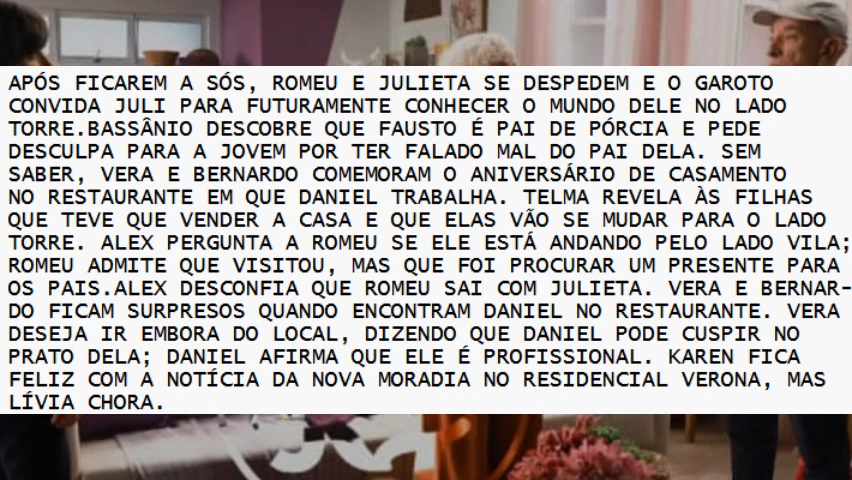 APÓS FICAREM A SÓS, ROMEU E JULIETA SE DESPEDEM E O GAROTO
CONVIDA JULI PARA FUTURAMENTE CONHECER O MUNDO DELE NO LADO
TORRE.BASSÂNIO DESCOBRE QUE FAUSTO É PAI DE PÓRCIA E PEDE
DESCULPA PARA A JOVEM POR TER FALADO MAL DO PAI DELA. SEM
SABER, VERA E BERNARDO COMEMORAM O ANIVERSÁRIO DE CASAMENTO
NO RESTAURANTE EM QUE DANIEL TRABALHA. TELMA REVELA ÀS FILHAS
QUE TEVE QUE VENDER A CASA E QUE ELAS VÃO SE MUDAR PARA O LADO
TORRE. ALEX PERGUNTA A ROMEU SE ELE ESTÁ ANDANDO PELO LADO VILA;
ROMEU ADMITE QUE VISITOU, MAS QUE FOI PROCURAR UM PRESENTE PARA
OS PAIS.ALEX DESCONFIA QUE ROMEU SAI COM JULIETA. VERA E BERNAR-
DO FICAM SURPRESOS QUANDO ENCONTRAM DANIEL NO RESTAURANTE. VERA
DESEJA IR EMBORA DO LOCAL, DIZENDO QUE DANIEL PODE CUSPIR NO
PRATO DELA; DANIEL AFIRMA QUE ELE É PROFISSIONAL. KAREN FICA
FELIZ COM A NOTÍCIA DA NOVA MORADIA NO RESIDENCIAL VERONA, MAS
LÍVIA CHORA.